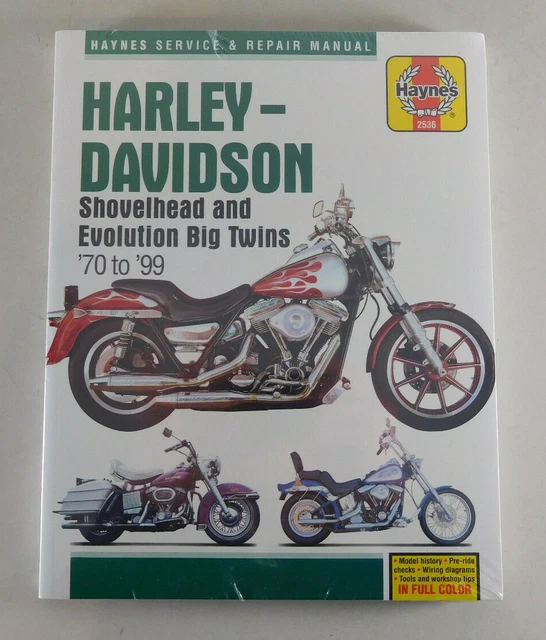 HAYNES SERVICE & REPAIR MANUAL
Haynes
®
2536
HARLEY–
DAVIDSON
Shovelhead and
Evolution Big Twins
'70 to '99
• Model history • Pre-ride
checks • Wiring diagrams
• Tools and workshop tips
IN FULL COLOR